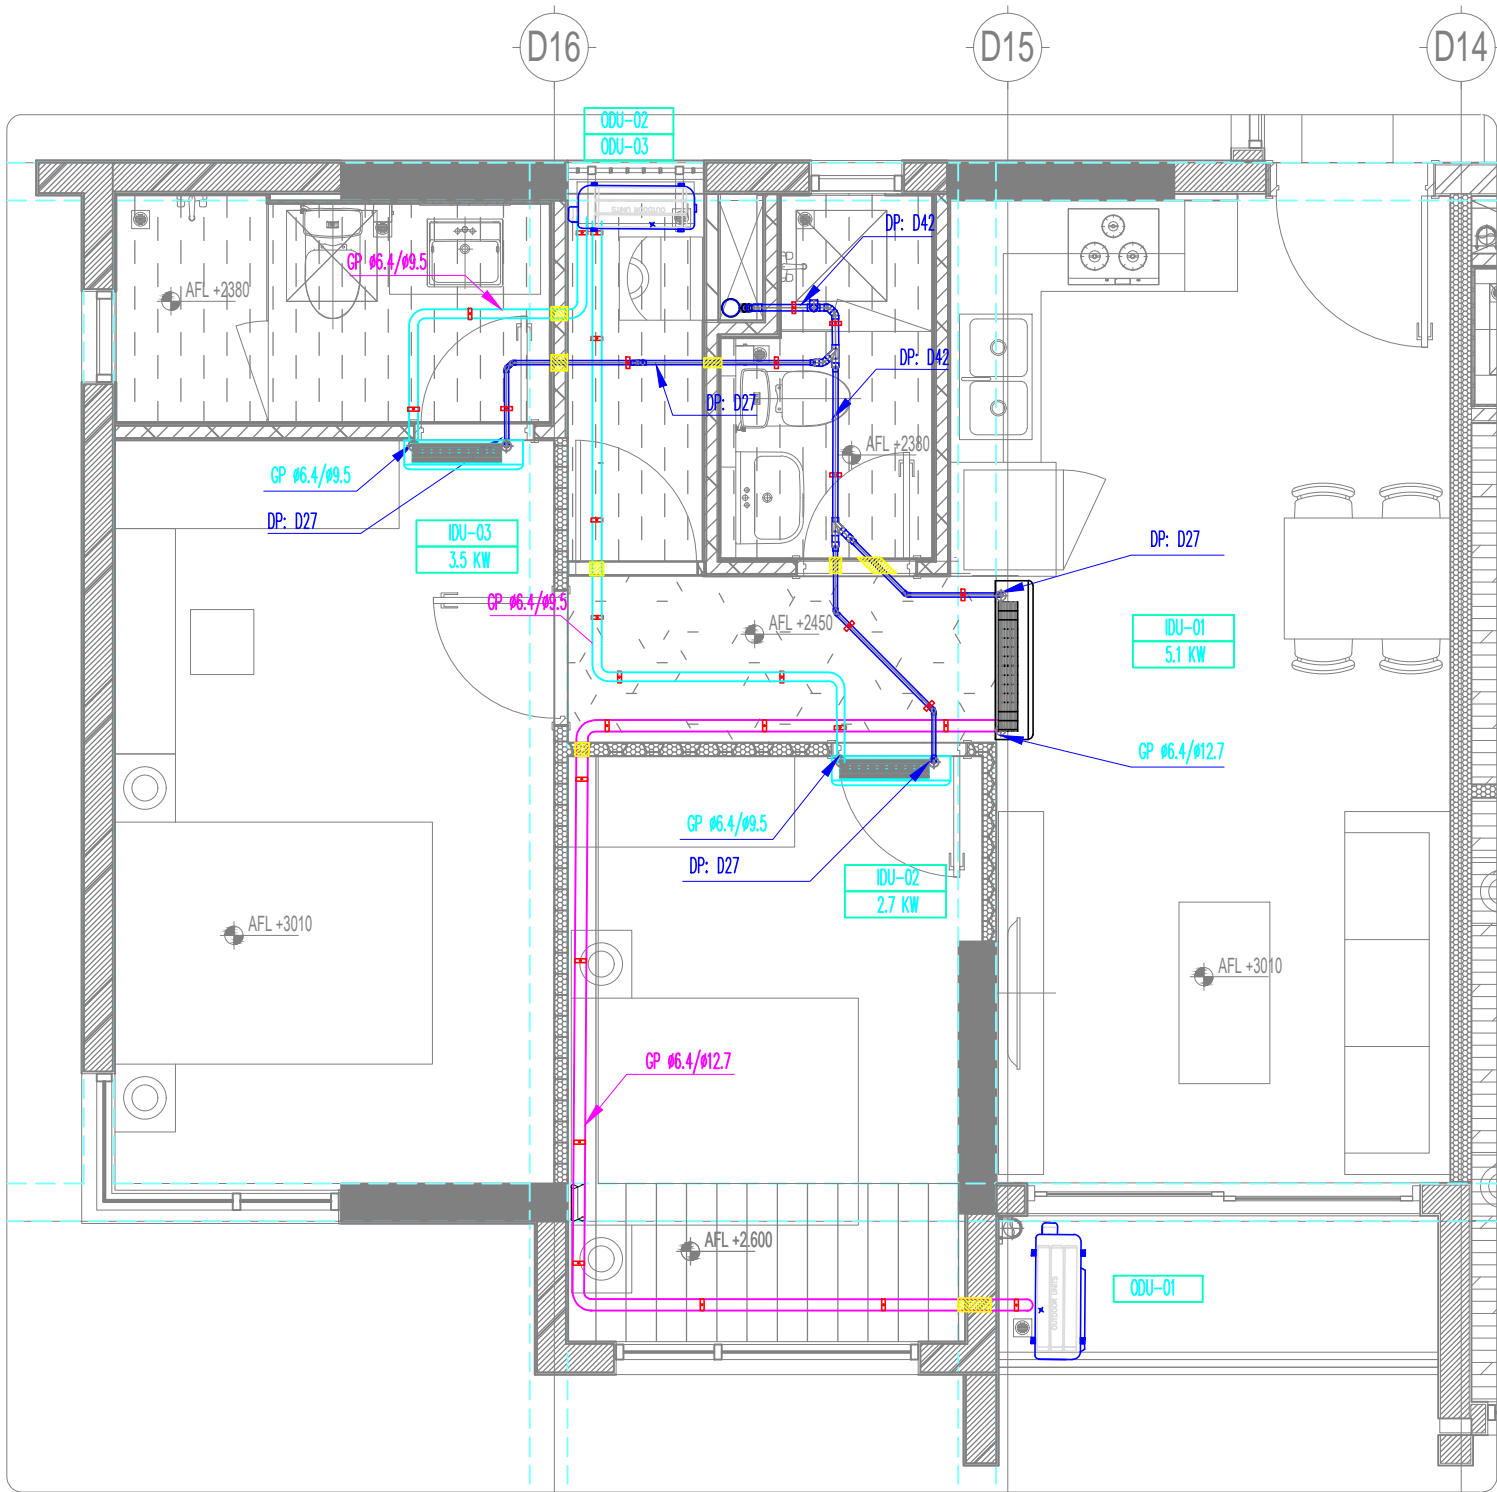 D16
D15
D14
ODU-02
ODU-03
OUTDOOR UNITS
DP: D42
GP ø6.4/ø9.5
AFL +2380
DP: D42
DP: D27
AFL +2380
GP ø6.4/ø9.5
DP: D27
IDU-03
3.5 KW
DP: D27
GP ø6.4/ø9.5
AFL +2450
IDU-01
5.1 KW
GP ø6.4/ø12.7
GP ø6.4/ø9.5
DP: D27
IDU-02
2.7 KW
AFL +3010
AFL +3010
GP ø6.4/ø12.7
AFL +2.600
ODU-01
OUTDOOR UNITS